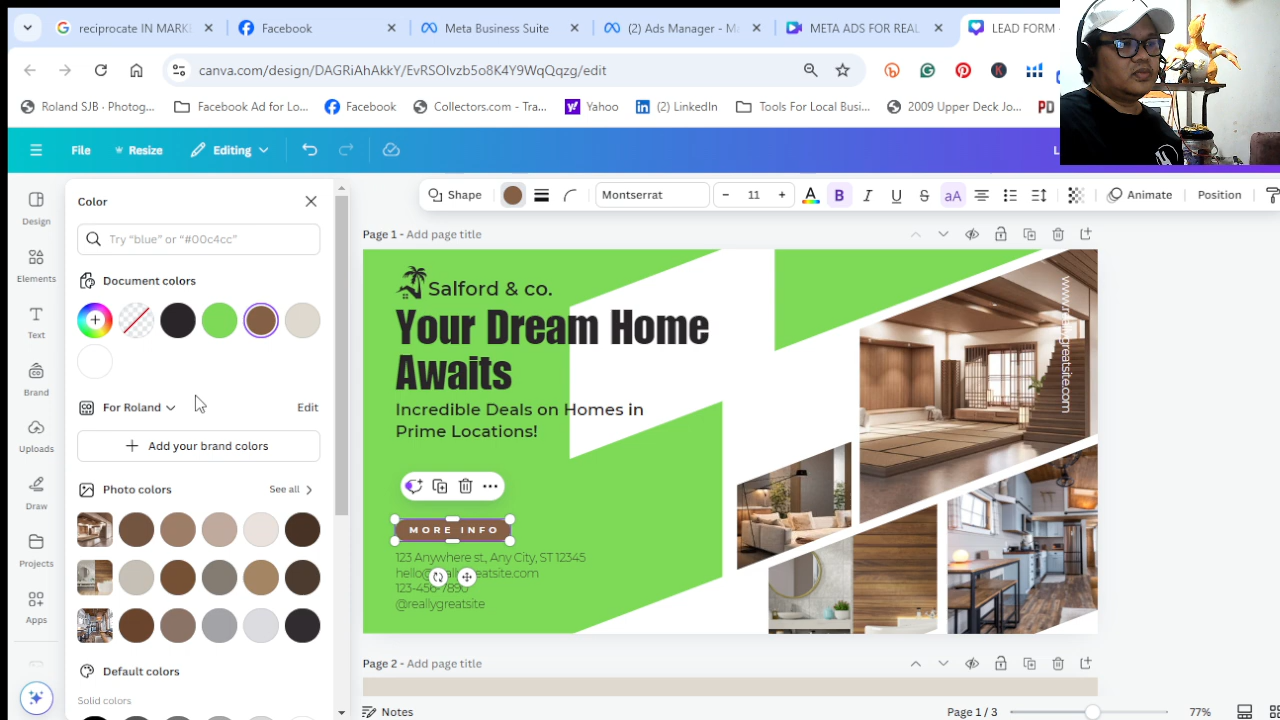 reciprocate IN MARK
Facebook
Meta Business Suite
(2) Ads Manager - M
META ADS FOR REAL
LEAD FORM
canva.com/design/DAGRiAhAkkY/EvRSGlvzb5o8K4Y9WqQqzg/edit
Roland SJB · Photog...
Facebook Ad for Lo...
Facebook
Collectors.com - Tra...
Yahoo
(2) LinkedIn
Tools For Local Busi...
2009 Upper Deck Jo...
PD
File
Resize
Editing
Color
Shape
Montserrat
11
A
B
I
U
S
aA
Animate
Position
Design
Elements
Text
Brand
Uploads
Draw
Projects
Apps
Try “blue” or “#00c4cc”
Document colors
For Roland
Edit
Add your brand colors
Photo colors
See all
Default colors
Solid colors
Page 1 - Add page title
Salford & co.
Your Dream Home
Awaits
Incredible Deals on Homes in
Prime Locations!
MORE INFO
123 Anywhere st., Any City, ST 12345
123-456-7890
@reallygreatsite
Page 2 - Add page title
Notes
Page 1 / 3
77%